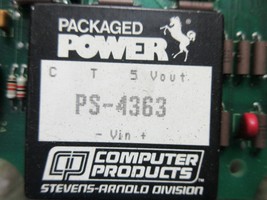 PACKAGED
POWER
C T 5 Vout
PS-4363
- Vin +
CP COMPUTER
PRODUCTS
STEVENS-ARNOLD DIVISION